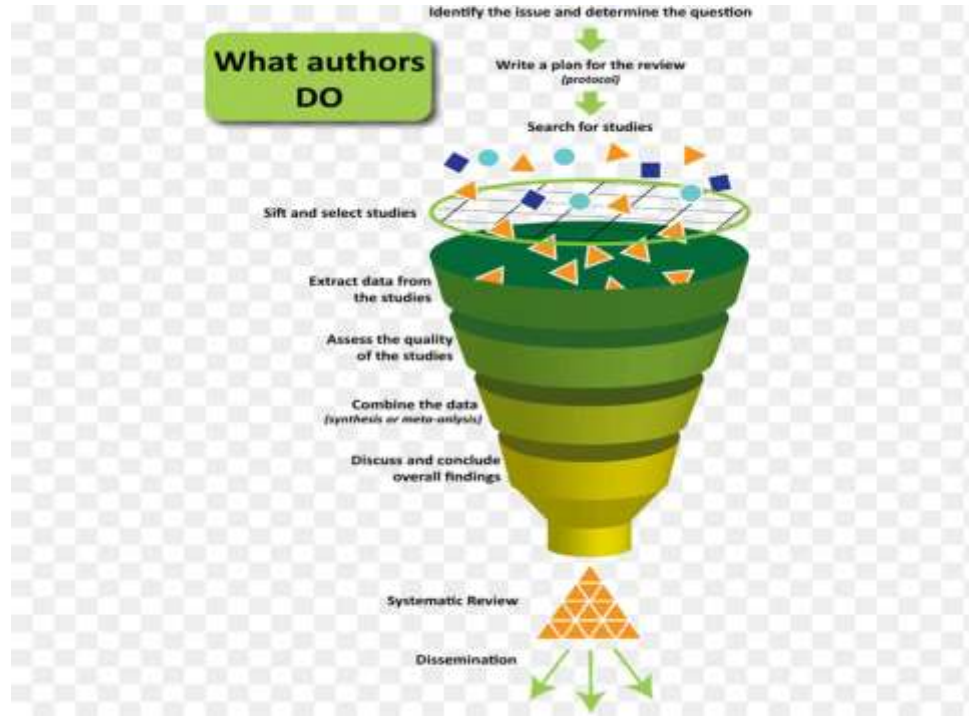 Identify the issue and determine the question
What authors
DO
Write a plan for the review
(protocol)
Search for studies
Sift and select studies
Extract data from
the studies
Assess the quality
of the studies
Combine the data
(synthesis or meta-anlysis)
Discuss and conclude
overall findings
Systematic Review
Dissemination